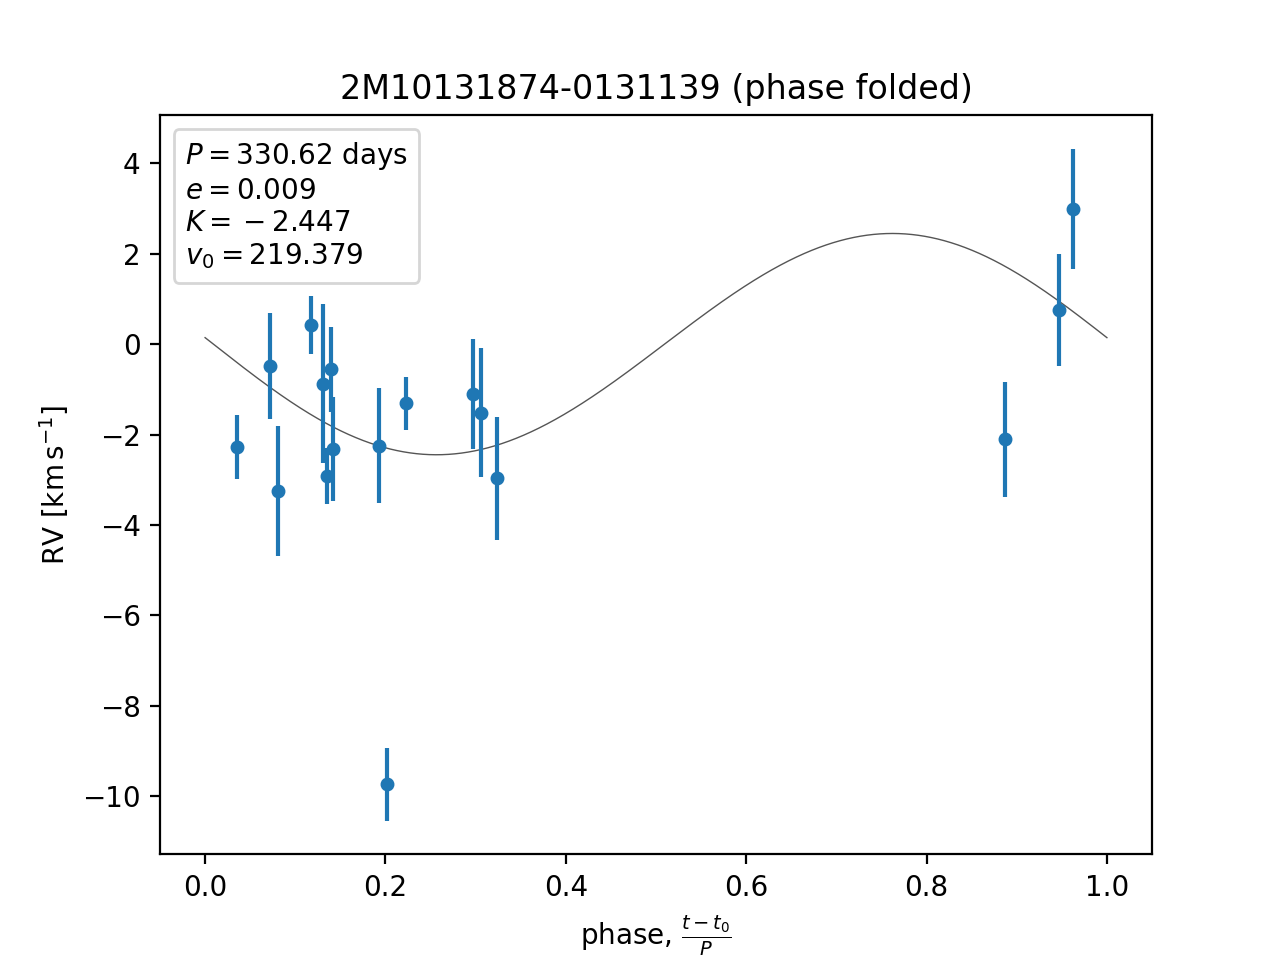 2M10131874-0131139 (phase folded)
P = 330.62 days
e = 0.009
K = −2.447
v₀ = 219.379
4
2
0
−2
−4
−6
−8
−10
RV [km s⁻¹]
0.0 0.2 0.4 0.6 0.8 1.0
phase, (t − t₀)/P